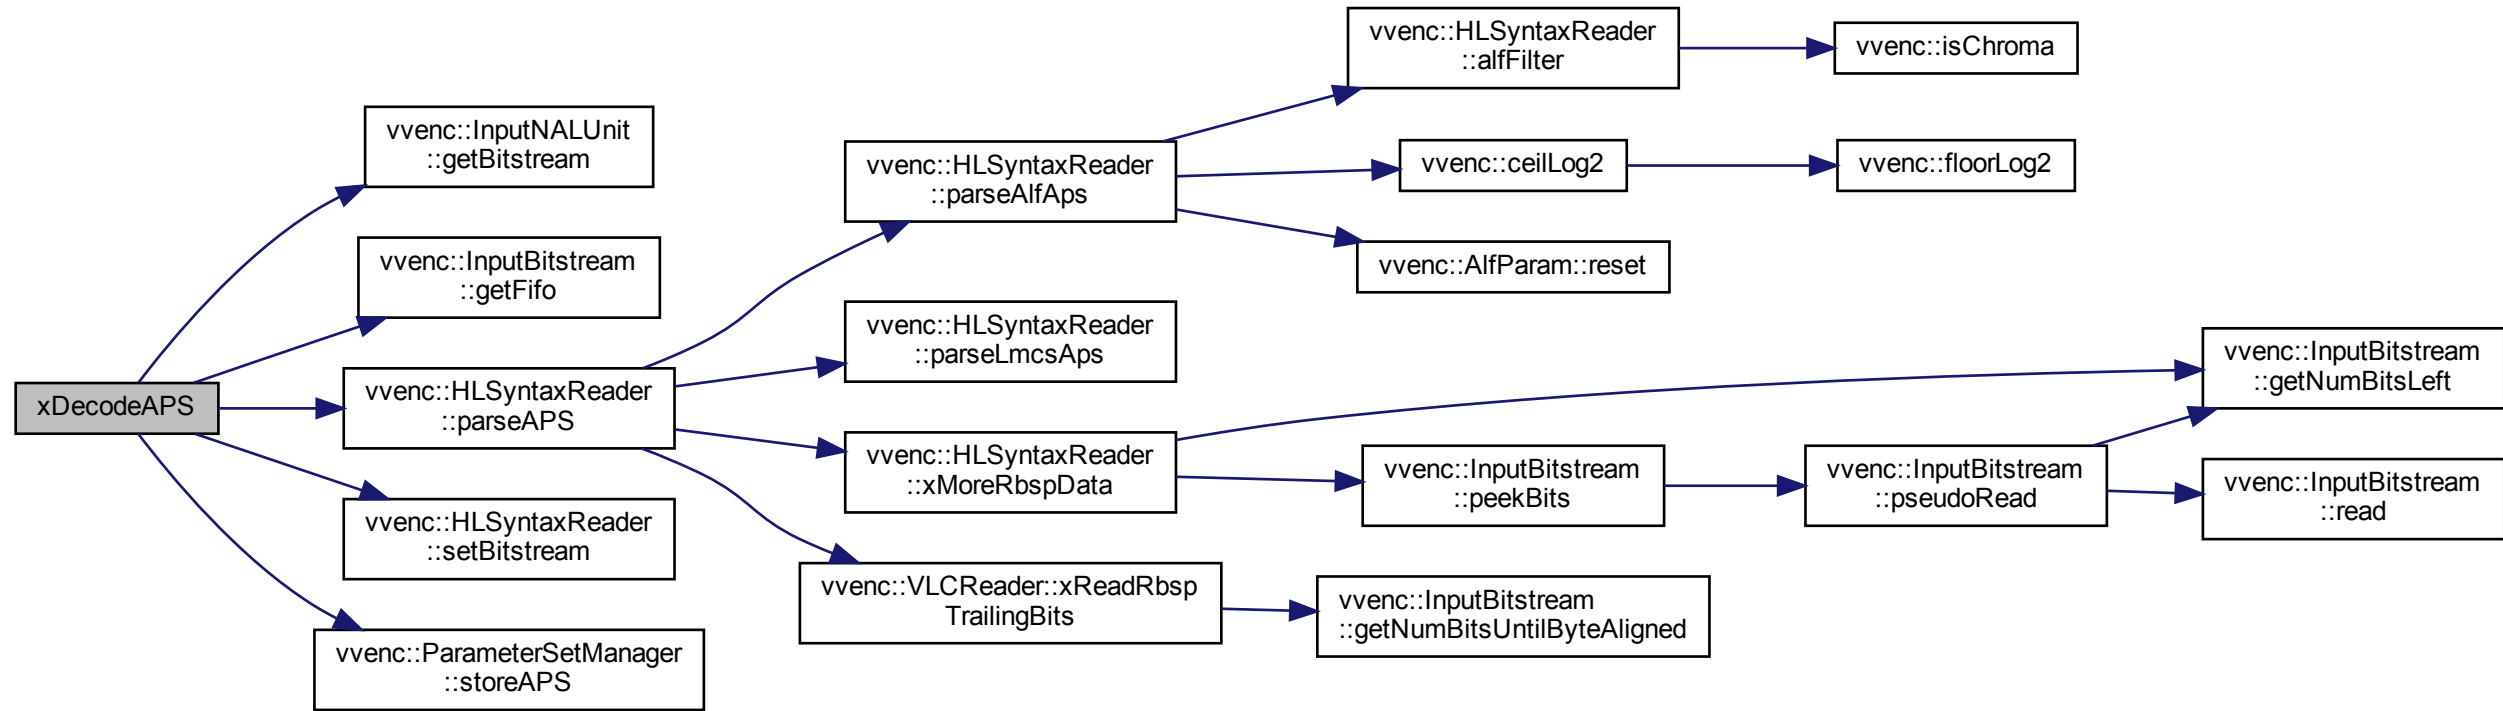 xDecodeAPS
vvenc::InputNALUnit
::getBitstream
vvenc::InputBitstream
::getFifo
vvenc::HLSyntaxReader
::parseAPS
vvenc::HLSyntaxReader
::setBitstream
vvenc::ParameterSetManager
::storeAPS
vvenc::HLSyntaxReader
::parseAlfAps
vvenc::HLSyntaxReader
::parseLmcsAps
vvenc::HLSyntaxReader
::xMoreRbspData
vvenc::VLCReader::xReadRbsp
TrailingBits
vvenc::HLSyntaxReader
::alfFilter
vvenc::ceilLog2
vvenc::AlfParam::reset
vvenc::InputBitstream
::peekBits
vvenc::InputBitstream
::getNumBitsUntilByteAligned
vvenc::isChroma
vvenc::floorLog2
vvenc::InputBitstream
::pseudoRead
vvenc::InputBitstream
::getNumBitsLeft
vvenc::InputBitstream
::read